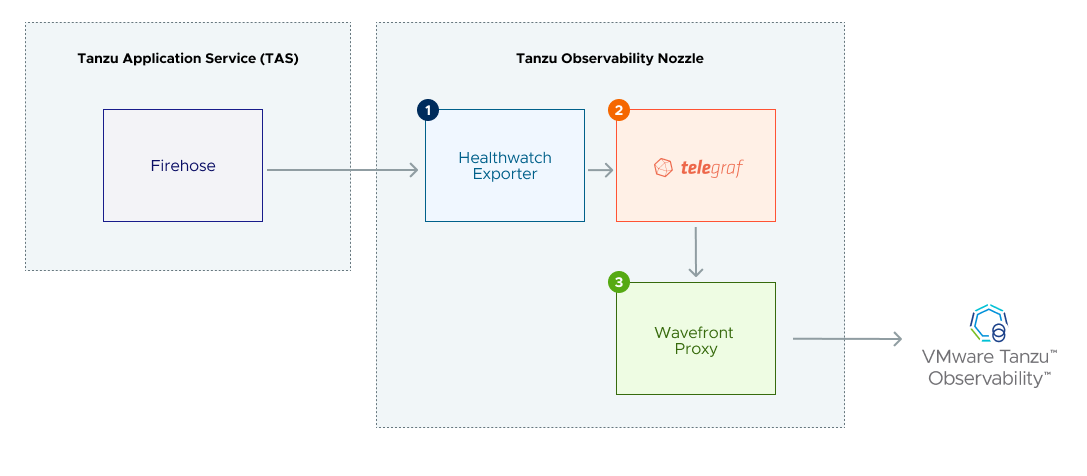 Tanzu Application Service (TAS)
Firehose
Tanzu Observability Nozzle
1
Healthwatch
Exporter
2
telegraf
3
Wavefront
Proxy
VMware Tanzu™
Observability™